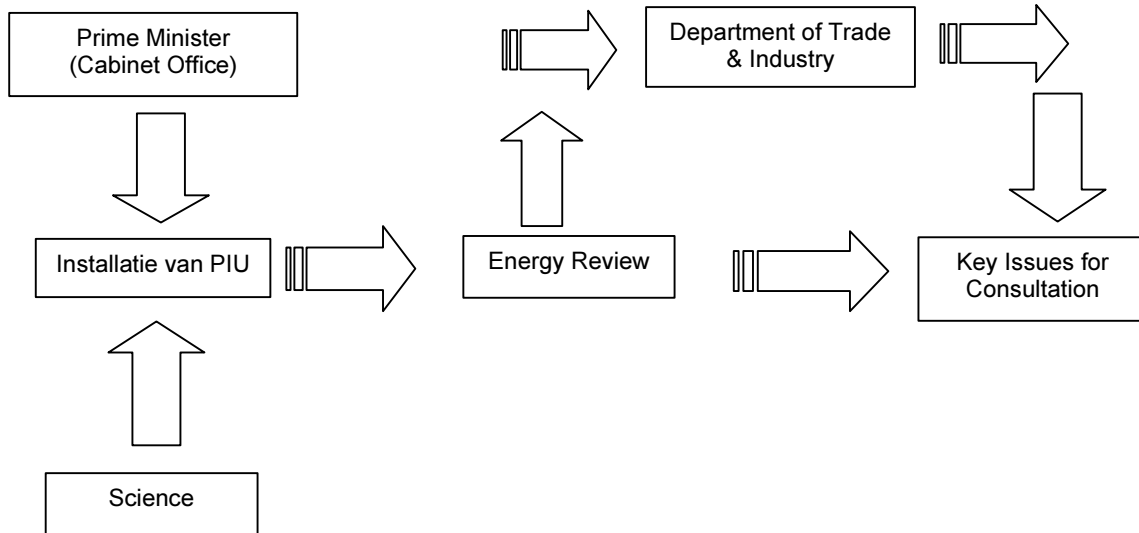 Prime Minister
(Cabinet Office)
Department of Trade
& Industry
Installatie van PIU
Energy Review
Key Issues for
Consultation
Science